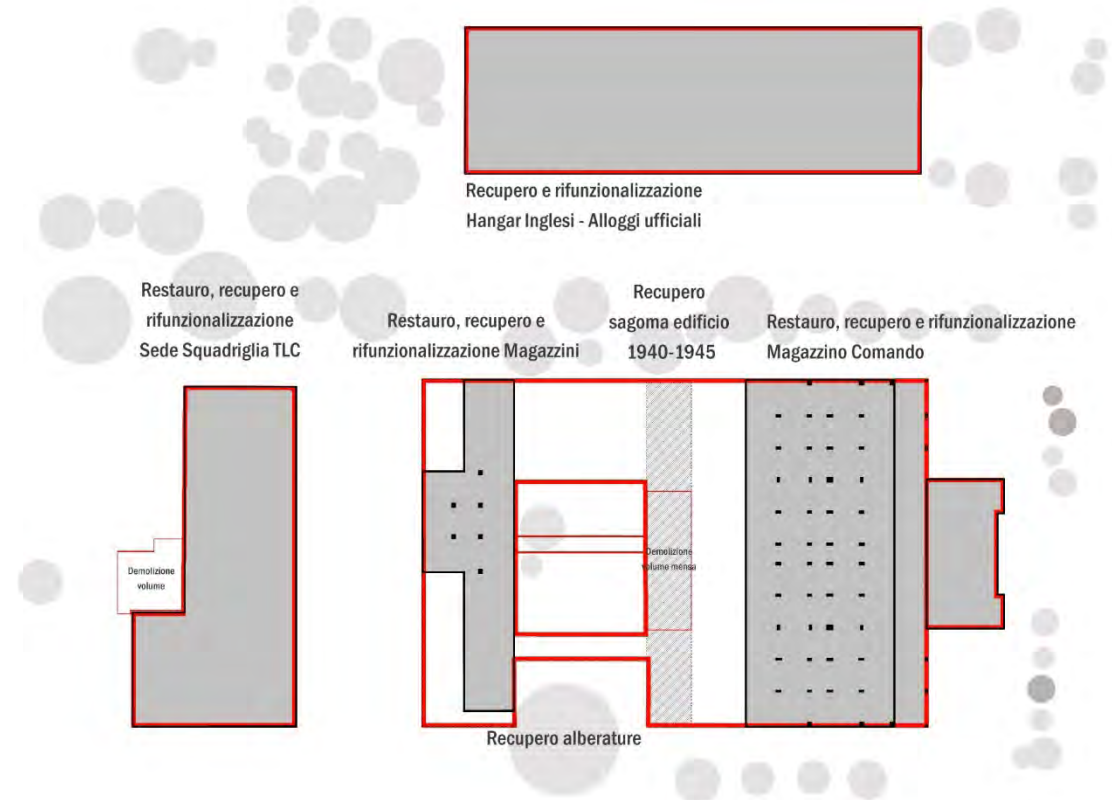 Recupero e rifunzionalizzazione
Hangar Inglesi - Alloggi ufficiali
Restauro, recupero e
rifunzionalizzazione
Sede Squadriglia TLC
Restauro, recupero e
rifunzionalizzazione Magazzini
Recupero
sagoma edificio
1940-1945
Restauro, recupero e rifunzionalizzazione
Magazzino Comando
Demolizione
volume
Demolizione
volume mensa
Recupero alberature